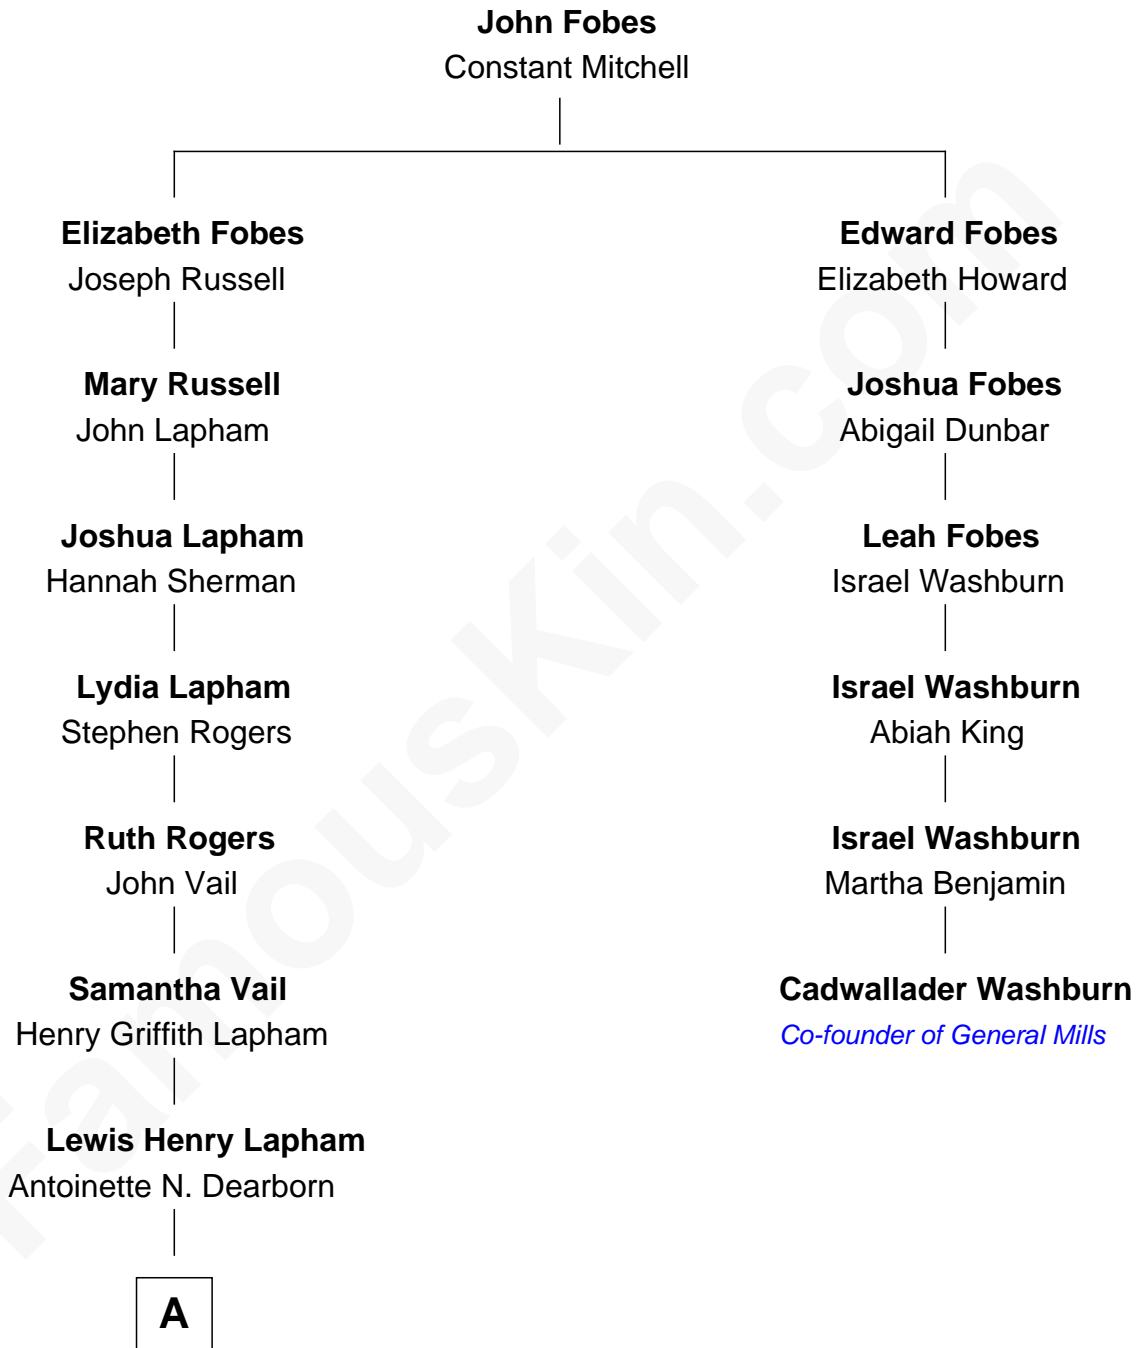 John Fobes
Constant Mitchell
Elizabeth Fobes
Joseph Russell
Edward Fobes
Elizabeth Howard
Mary Russell
John Lapham
Joshua Fobes
Abigail Dunbar
Joshua Lapham
Hannah Sherman
Leah Fobes
Israel Washburn
Lydia Lapham
Stephen Rogers
Israel Washburn
Abiah King
Ruth Rogers
John Vail
Israel Washburn
Martha Benjamin
Samantha Vail
Henry Griffith Lapham
Cadwallader Washburn
Co-founder of General Mills
Lewis Henry Lapham
Antoinette N. Dearborn
A
FamousKin.com